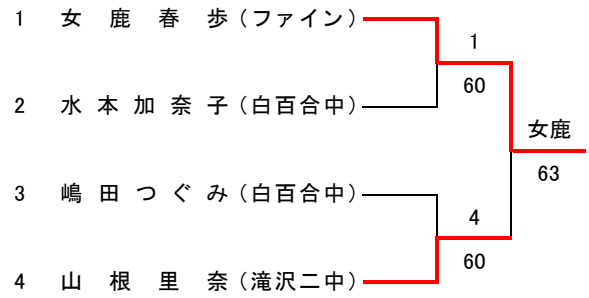 1 女鹿春歩(ファイン)
1
60
2 水本加奈子(白百合中)
女鹿
63
3 嶋田つぐみ(白百合中)
4
60
4 山根里奈(滝沢二中)